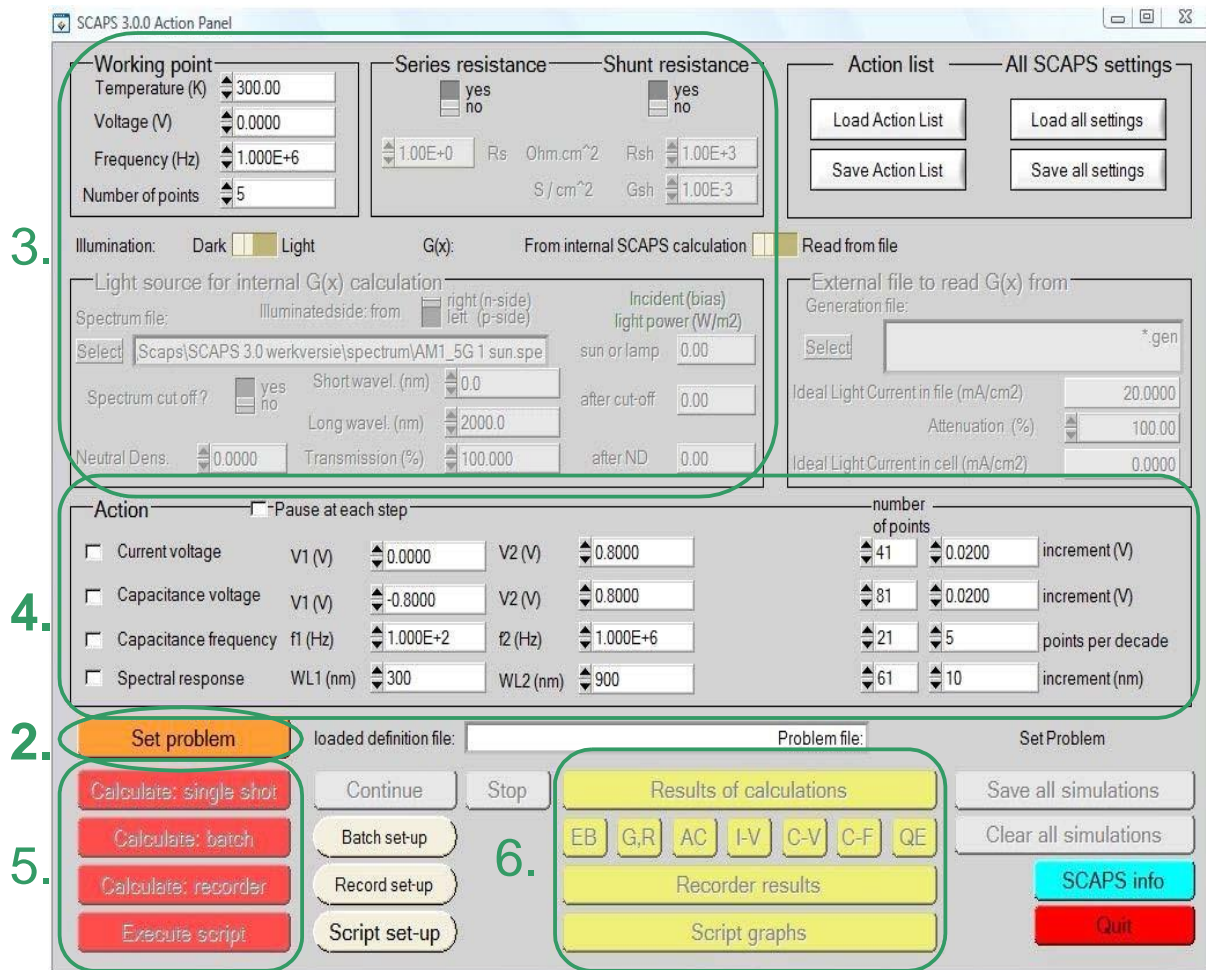 SCAPS 3.0.0 Action Panel
Working point
Temperature (K) 300.00
Voltage (V) 0.0000
Frequency (Hz) 1.000E+6
Number of points 5
Series resistance Shunt resistance
yes yes
no no
1.00E+0 Rs Ohm.cm^2 Rsh 1.00E+3
S / cm^2 Gsh 1.00E-3
Action list All SCAPS settings
Load Action List Load all settings
Save Action List Save all settings
3.
Illumination: Dark Light G(x): From internal SCAPS calculation Read from file
Light source for internal G(x) calculation
Spectrum file: Illuminatedside: from right (n-side)
left (p-side)
Incident (bias)
light power (W/m2)
Select Scaps\SCAPS 3.0 werkversie\spectrum\AM1_5G 1 sun.spe sun or lamp 0.00
Spectrum cut off ? yes
no
Short wavel. (nm) 0.0
after cut-off 0.00
Long wavel. (nm) 2000.0
Neutral Dens. 0.0000 Transmission (%) 100.000 after ND 0.00
External file to read G(x) from
Generation file:
Select *.gen
Ideal Light Current in file (mA/cm2) 20.0000
Attenuation (%) 100.00
Ideal Light Current in cell (mA/cm2) 0.0000
4.
Action Pause at each step number
of points
Current voltage V1 (V) 0.0000 V2 (V) 0.8000 41 0.0200 increment (V)
Capacitance voltage V1 (V) -0.8000 V2 (V) 0.8000 81 0.0200 increment (V)
Capacitance frequency f1 (Hz) 1.000E+2 f2 (Hz) 1.000E+6 21 5 points per decade
Spectral response WL1 (nm) 300 WL2 (nm) 900 61 10 increment (nm)
2.
Set problem loaded definition file: Problem file: Set Problem
5.
Calculate: single shot Continue Stop Results of calculations Save all simulations
6.
Calculate: batch Batch set-up EB G,R AC I-V C-V C-F QE Clear all simulations
Calculate: recorder Record set-up Recorder results SCAPS info
Execute script Script set-up Script graphs Quit